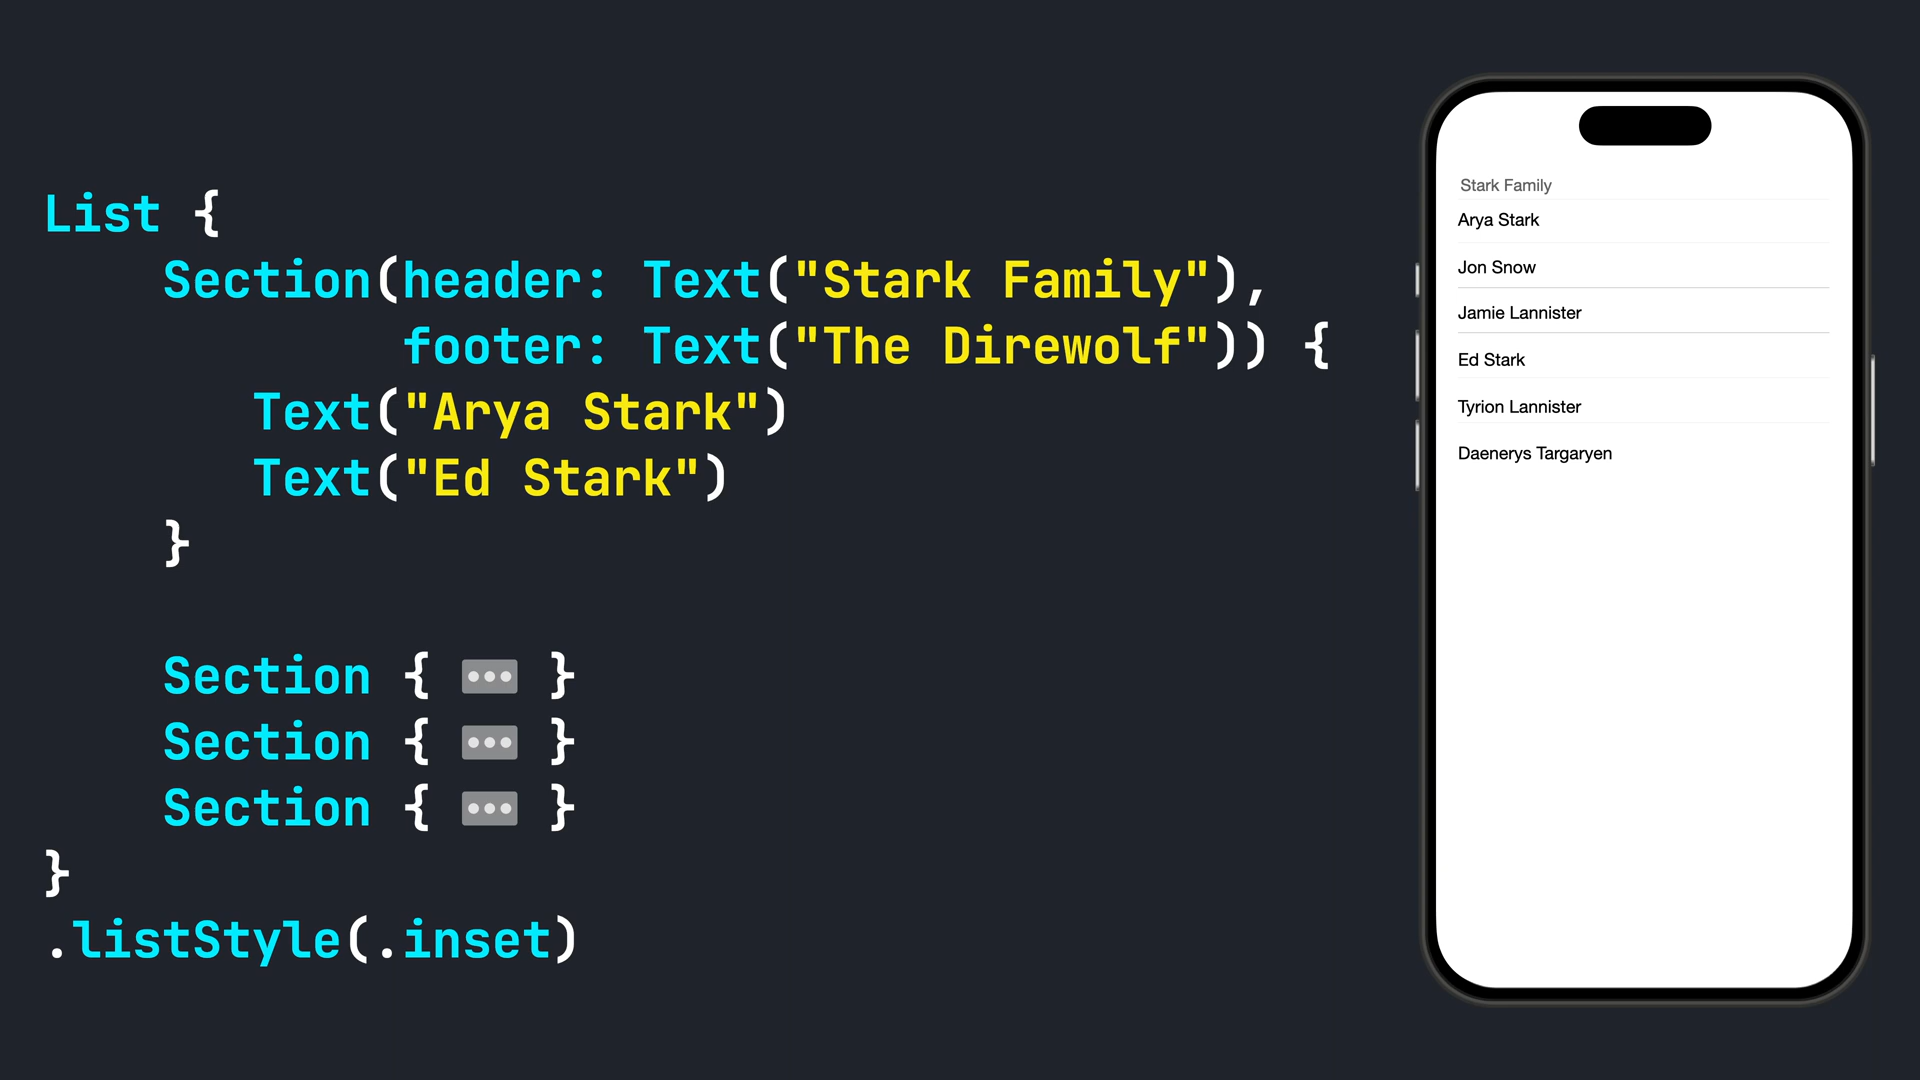 List {
    Section(header: Text("Stark Family"),
            footer: Text("The Direwolf")) {
       Text("Arya Stark")
       Text("Ed Stark")
    }
    Section { ••• }
    Section { ••• }
    Section { ••• }
}
.listStyle(.inset)
Stark Family
Arya Stark
Jon Snow
Jamie Lannister
Ed Stark
Tyrion Lannister
Daenerys Targaryen